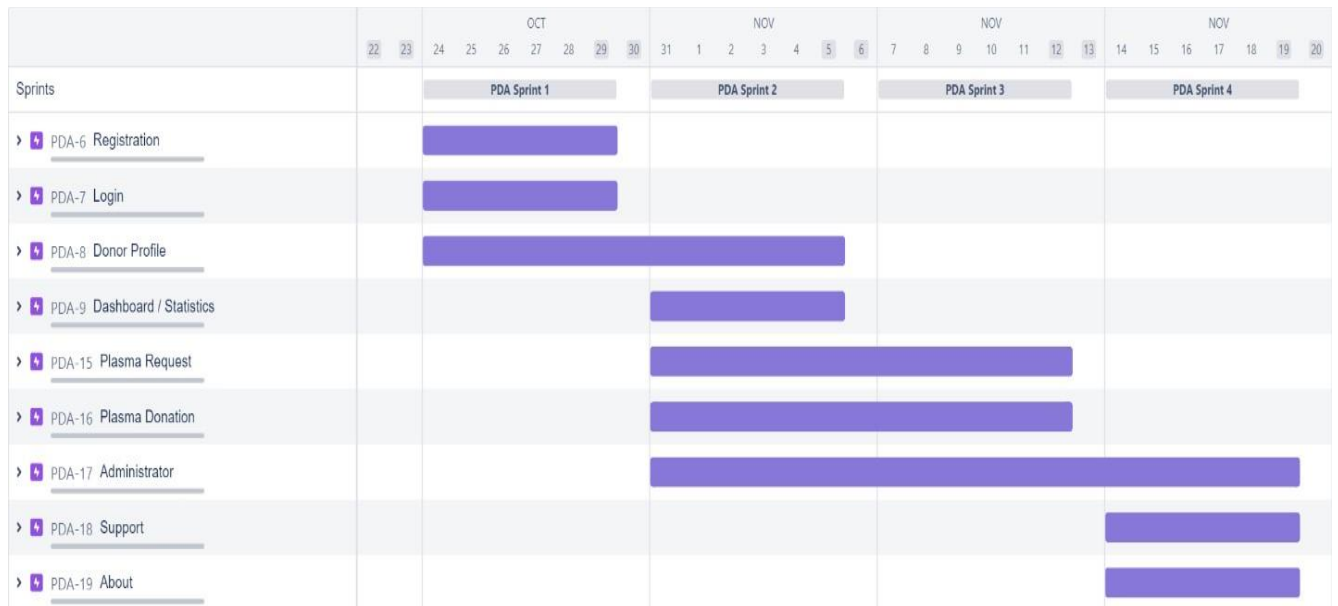 OCT NOV NOV NOV
22 23 24 25 26 27 28 29 30 31 1 2 3 4 5 6 7 8 9 10 11 12 13 14 15 16 17 18 19 20
Sprints PDA Sprint 1 PDA Sprint 2 PDA Sprint 3 PDA Sprint 4
PDA-6 Registration
PDA-7 Login
PDA-8 Donor Profile
PDA-9 Dashboard / Statistics
PDA-15 Plasma Request
PDA-16 Plasma Donation
PDA-17 Administrator
PDA-18 Support
PDA-19 About